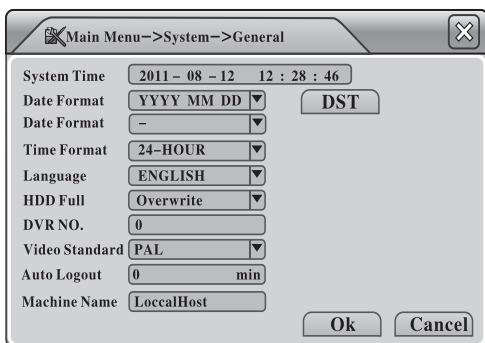 Main Menu->System->General
System Time 2011 - 08 - 12 12 : 28 : 46
Date Format YYYY MM DD DST
Date Format -
Time Format 24-HOUR
Language ENGLISH
HDD Full Overwrite
DVR NO. 0
Video Standard PAL
Auto Logout 0 min
Machine Name LoccalHost
Ok Cancel